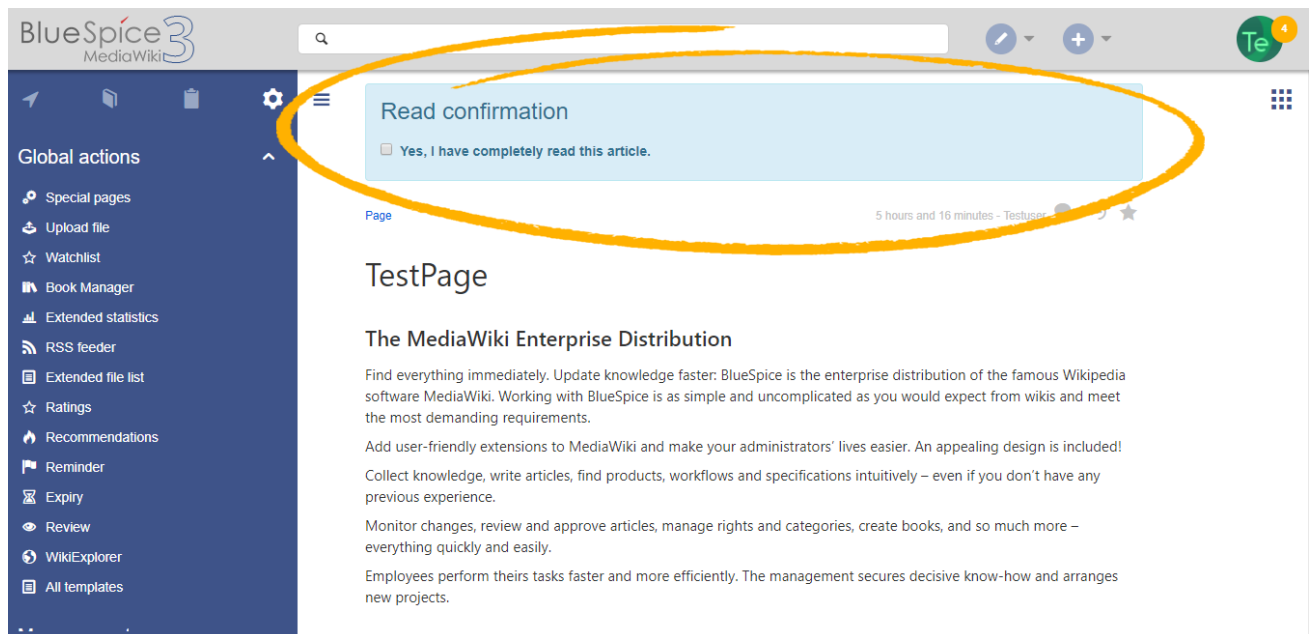 BlueSpice 3
MediaWiki
Te
4
Read confirmation
Yes, I have completely read this article.
Global actions
Special pages
Upload file
Watchlist
Book Manager
Extended statistics
RSS feeder
Extended file list
Ratings
Recommendations
Reminder
Expiry
Review
WikiExplorer
All templates
Page
5 hours and 16 minutes - Testuser
TestPage
The MediaWiki Enterprise Distribution
Find everything immediately. Update knowledge faster: BlueSpice is the enterprise distribution of the famous Wikipedia
software MediaWiki. Working with BlueSpice is as simple and uncomplicated as you would expect from wikis and meet
the most demanding requirements.
Add user-friendly extensions to MediaWiki and make your administrators’ lives easier. An appealing design is included!
Collect knowledge, write articles, find products, workflows and specifications intuitively – even if you don’t have any
previous experience.
Monitor changes, review and approve articles, manage rights and categories, create books, and so much more –
everything quickly and easily.
Employees perform theirs tasks faster and more efficiently. The management secures decisive know-how and arranges
new projects.